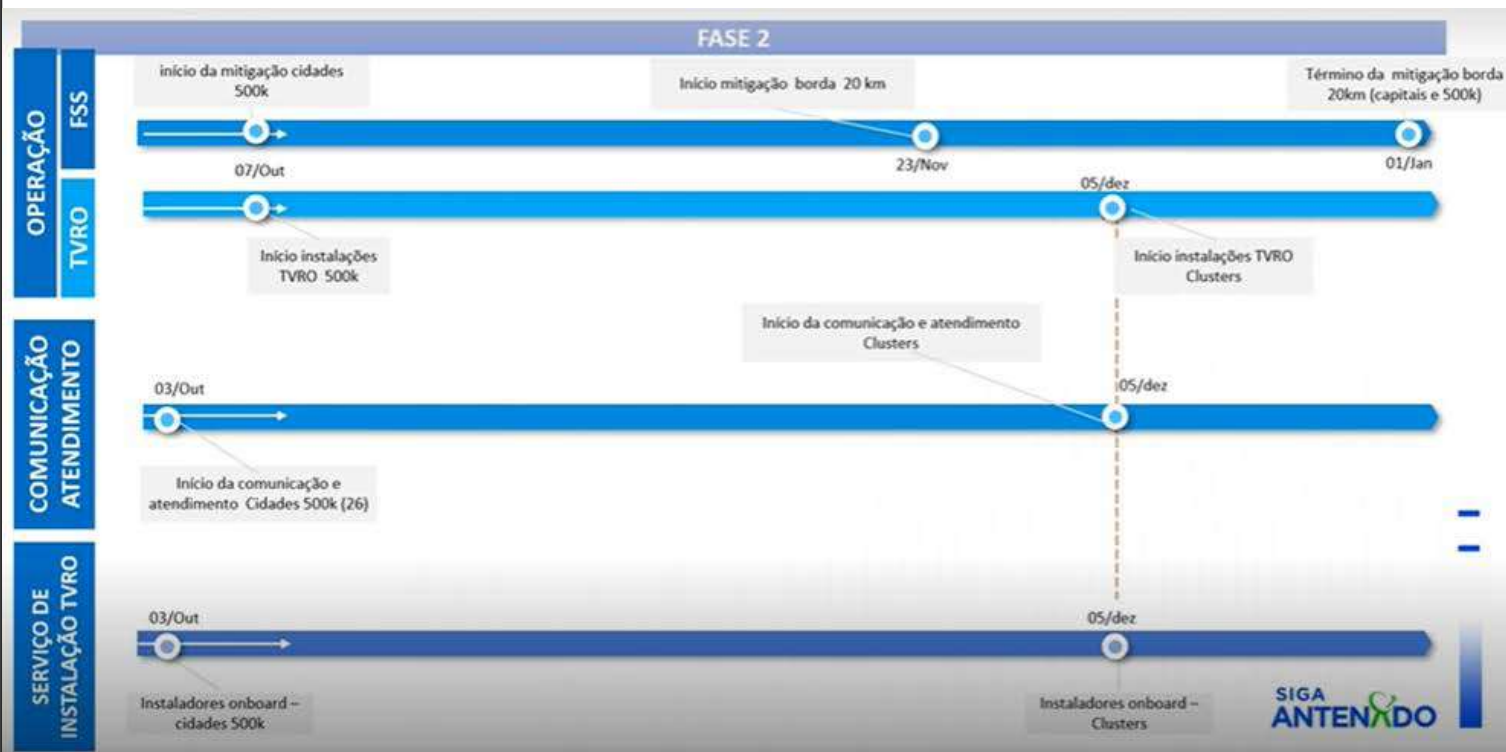 FASE 2
OPERAÇÃO
FSS
início da mitigação cidades
500k
Início mitigação borda 20 km
Término da mitigação borda
20km (capitais e 500k)
07/Out
23/Nov
01/Jan
TVRO
05/dez
Início instalações
TVRO 500k
Início instalações TVRO
Clusters
COMUNICAÇÃO
ATENDIMENTO
Início da comunicação e atendimento
Clusters
03/Out
05/dez
Início da comunicação e
atendimento Cidades 500k (26)
SERVIÇO DE
INSTALAÇÃO TVRO
03/Out
05/dez
Instaladores onboard –
cidades 500k
Instaladores onboard –
Clusters
SIGA
ANTENADO